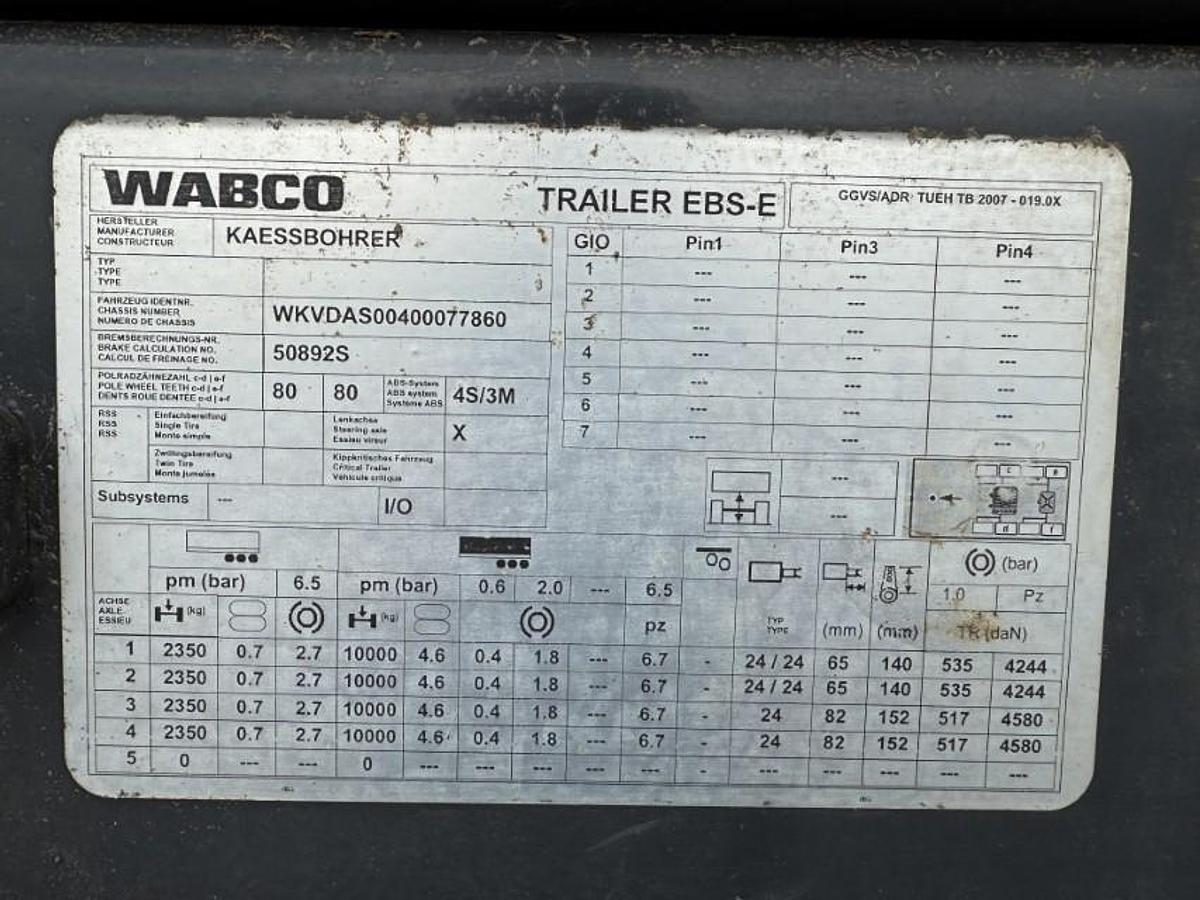 WABCO
TRAILER EBS-E
GGVS/ADR TUEH TB 2007 - 019.0X
HERSTELLER
MANUFACTURER
CONSTRUCTEUR
KAESSBOHRER
TYP
TYPE
TYPE
FAHRZEUG IDENTNR.
CHASSIS NUMBER
NUMERO DE CHASSIS
WKVDAS00400077860
BREMSBERECHNUNGS-NR.
BRAKE CALCULATION NO.
CALCUL DE FREINAGE NO.
50892S
POLRADZÄHNEZAHL c-d | e-f
POLE WHEEL TEETH c-d | e-f
DENTS ROUE DENTÉE c-d | e-f
80 80
ABS-System
ABS system
Systeme ABS
4S/3M
RSS
RSS
RSS
Einfachbereifung
Single Tire
Monte simple
Lenkachse
Steering axle
Essieu vireur
X
Zwillingsbereifung
Twin Tire
Monte jumelée
Kippkritisches Fahrzeug
Critical Trailer
Vehicule critique
Subsystems --- I/O
GIO Pin1 Pin3 Pin4
1 --- --- ---
2 --- --- ---
3 --- --- ---
4 --- --- ---
5 --- --- ---
6 --- --- ---
7 --- --- ---
---
---
c e
d f
(bar)
pm (bar) 6.5 pm (bar) 0.6 2.0 --- 6.5 1.0 Pz
ACHSE
AXLE
ESSIEU
(kg) (kg) pz
TYP
TYPE
(mm) (mm) TR (daN)
1 2350 0.7 2.7 10000 4.6 0.4 1.8 --- 6.7 - 24 / 24 65 140 535 4244
2 2350 0.7 2.7 10000 4.6 0.4 1.8 --- 6.7 - 24 / 24 65 140 535 4244
3 2350 0.7 2.7 10000 4.6 0.4 1.8 --- 6.7 - 24 82 152 517 4580
4 2350 0.7 2.7 10000 4.6 0.4 1.8 --- 6.7 - 24 82 152 517 4580
5 0 --- --- 0 --- --- --- --- --- - --- --- --- --- ---